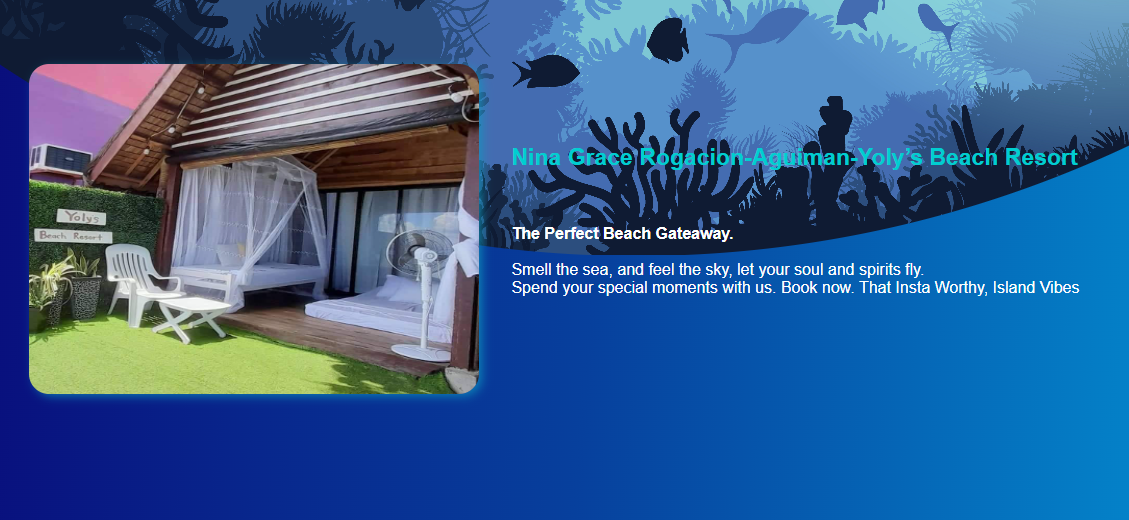 Nina Grace Rogacion-Aguiman-Yoly’s Beach Resort
Yolys
Beach Resort
The Perfect Beach Gateaway.
Smell the sea, and feel the sky, let your soul and spirits fly.
Spend your special moments with us. Book now. That Insta Worthy, Island Vibes